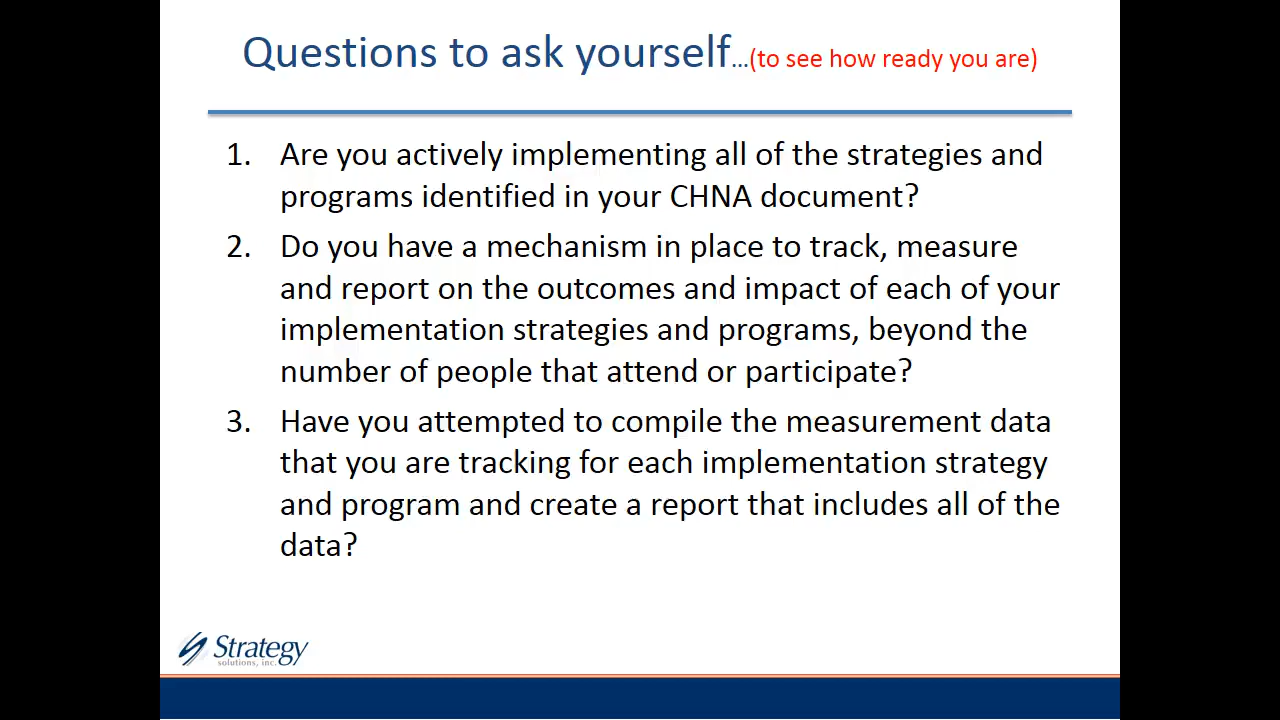 Questions to ask yourself...(to see how ready you are)
1. Are you actively implementing all of the strategies and
programs identified in your CHNA document?
2. Do you have a mechanism in place to track, measure
and report on the outcomes and impact of each of your
implementation strategies and programs, beyond the
number of people that attend or participate?
3. Have you attempted to compile the measurement data
that you are tracking for each implementation strategy
and program and create a report that includes all of the
data?
Strategy
solutions, inc.